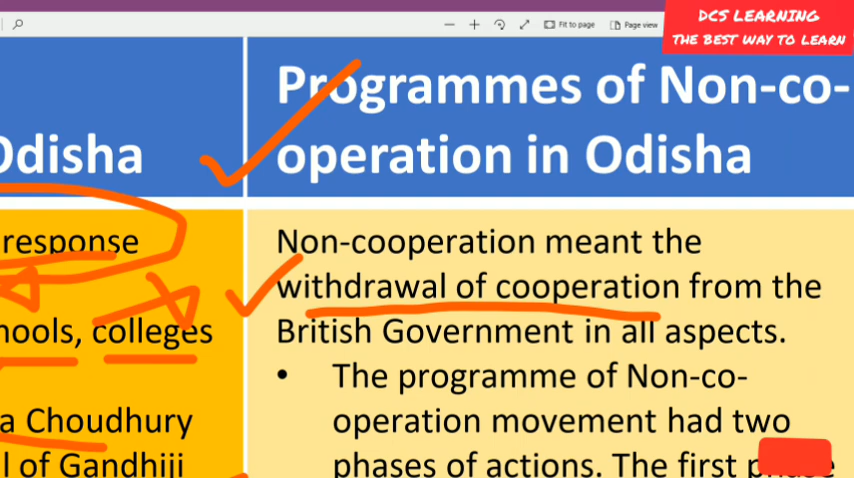 Fit to page
Page view
DCS LEARNING
THE BEST WAY TO LEARN
Odisha
response
hools, colleges
a Choudhury
l of Gandhiji
Programmes of Non-co-
operation in Odisha
Non-cooperation meant the
withdrawal of cooperation from the
British Government in all aspects.
• The programme of Non-co-
operation movement had two
phases of actions. The first phase